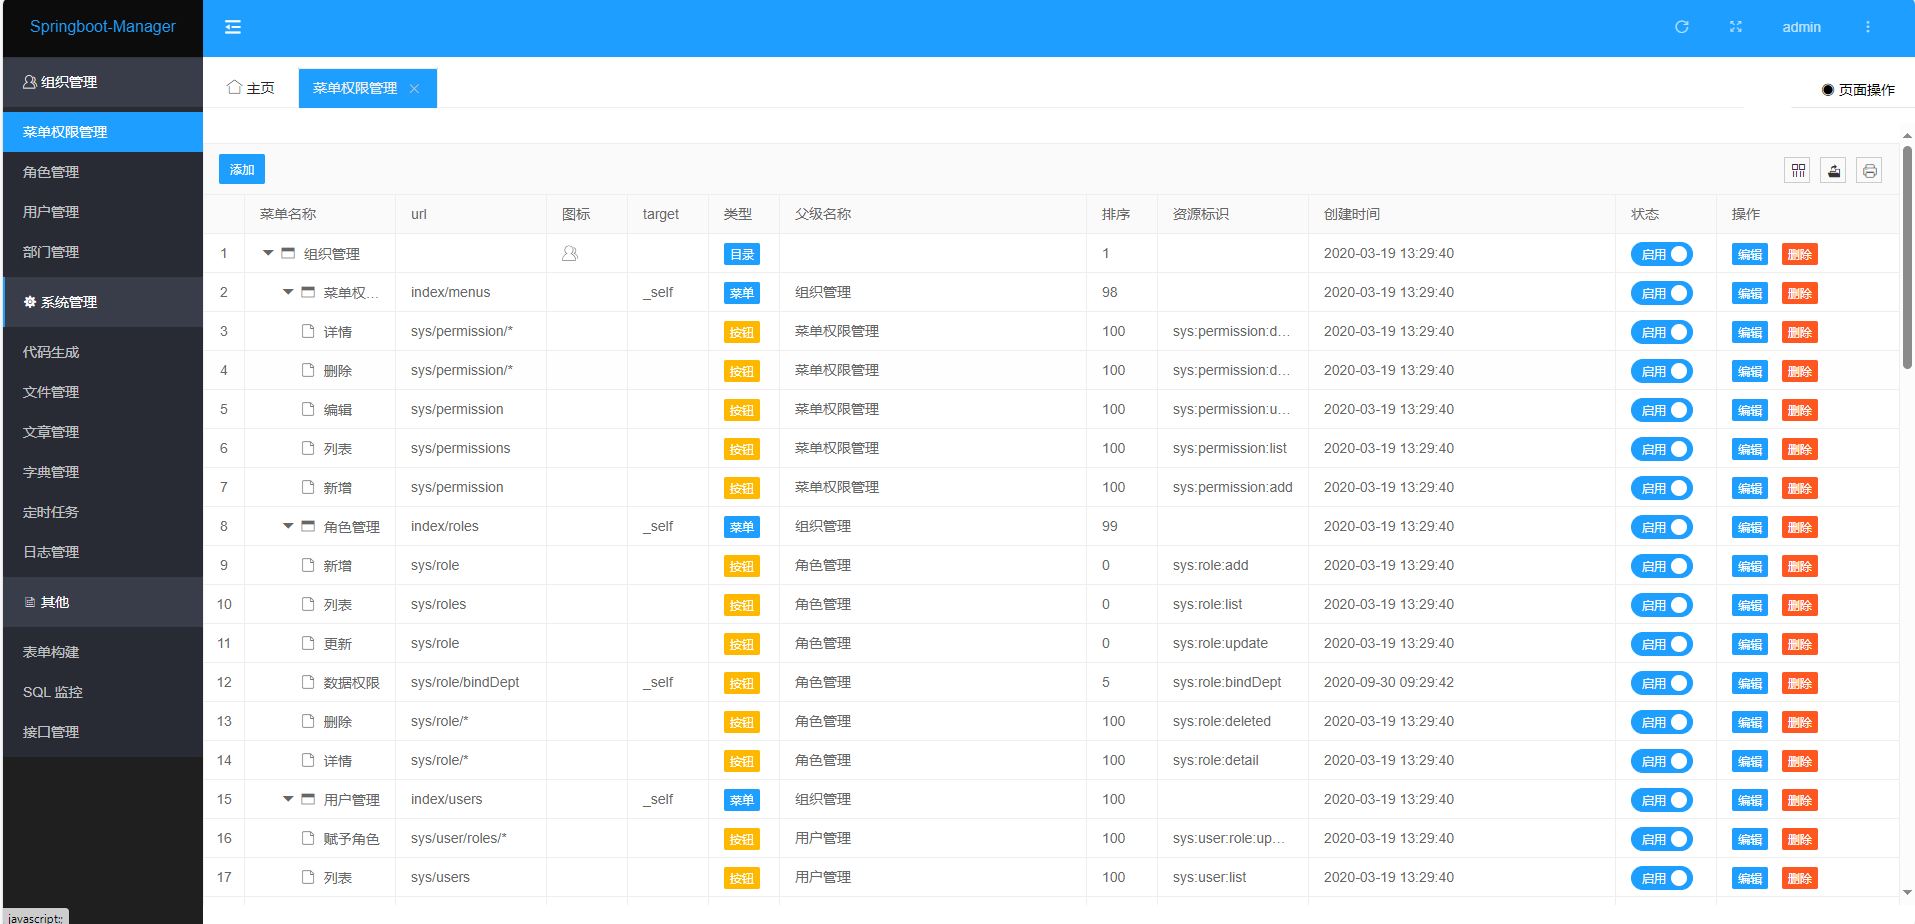 Springboot-Manager
admin
组织管理
菜单权限管理
角色管理
用户管理
部门管理
系统管理
代码生成
文件管理
文章管理
字典管理
定时任务
日志管理
其他
表单构建
SQL 监控
接口管理
主页 菜单权限管理 页面操作
添加
菜单名称 url 图标 target 类型 父级名称 排序 资源标识 创建时间 状态 操作
1 组织管理 目录 1 2020-03-19 13:29:40 启用 编辑 删除
2 菜单权... index/menus _self 菜单 组织管理 98 2020-03-19 13:29:40 启用 编辑 删除
3 详情 sys/permission/* 按钮 菜单权限管理 100 sys:permission:d... 2020-03-19 13:29:40 启用 编辑 删除
4 删除 sys/permission/* 按钮 菜单权限管理 100 sys:permission:d... 2020-03-19 13:29:40 启用 编辑 删除
5 编辑 sys/permission 按钮 菜单权限管理 100 sys:permission:u... 2020-03-19 13:29:40 启用 编辑 删除
6 列表 sys/permissions 按钮 菜单权限管理 100 sys:permission:list 2020-03-19 13:29:40 启用 编辑 删除
7 新增 sys/permission 按钮 菜单权限管理 100 sys:permission:add 2020-03-19 13:29:40 启用 编辑 删除
8 角色管理 index/roles _self 菜单 组织管理 99 2020-03-19 13:29:40 启用 编辑 删除
9 新增 sys/role 按钮 角色管理 0 sys:role:add 2020-03-19 13:29:40 启用 编辑 删除
10 列表 sys/roles 按钮 角色管理 0 sys:role:list 2020-03-19 13:29:40 启用 编辑 删除
11 更新 sys/role 按钮 角色管理 0 sys:role:update 2020-03-19 13:29:40 启用 编辑 删除
12 数据权限 sys/role/bindDept _self 按钮 角色管理 5 sys:role:bindDept 2020-09-30 09:29:42 启用 编辑 删除
13 删除 sys/role/* 按钮 角色管理 100 sys:role:deleted 2020-03-19 13:29:40 启用 编辑 删除
14 详情 sys/role/* 按钮 角色管理 100 sys:role:detail 2020-03-19 13:29:40 启用 编辑 删除
15 用户管理 index/users _self 菜单 组织管理 100 2020-03-19 13:29:40 启用 编辑 删除
16 赋予角色 sys/user/roles/* 按钮 用户管理 100 sys:user:role:up... 2020-03-19 13:29:40 启用 编辑 删除
17 列表 sys/users 按钮 用户管理 100 sys:user:list 2020-03-19 13:29:40 启用 编辑 删除
javascript:;